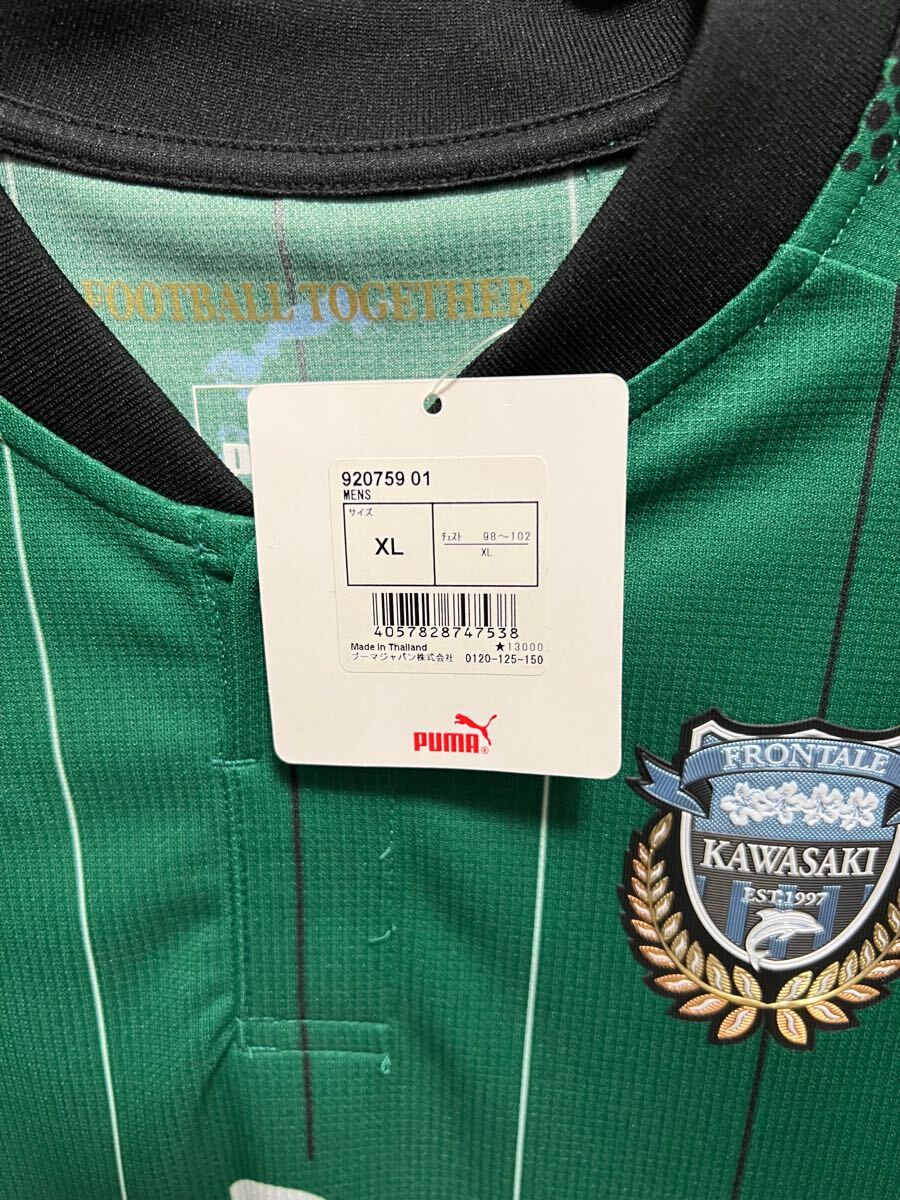 FOOTBALL TOGETHER
920759 01
MENS
サイズ
XL
チェスト 98～102
XL
4057828747538
Made in Thailand ★13000
プーマジャパン株式会社 0120-125-150
PUMA®
FRONTALE
KAWASAKI
EST.1997